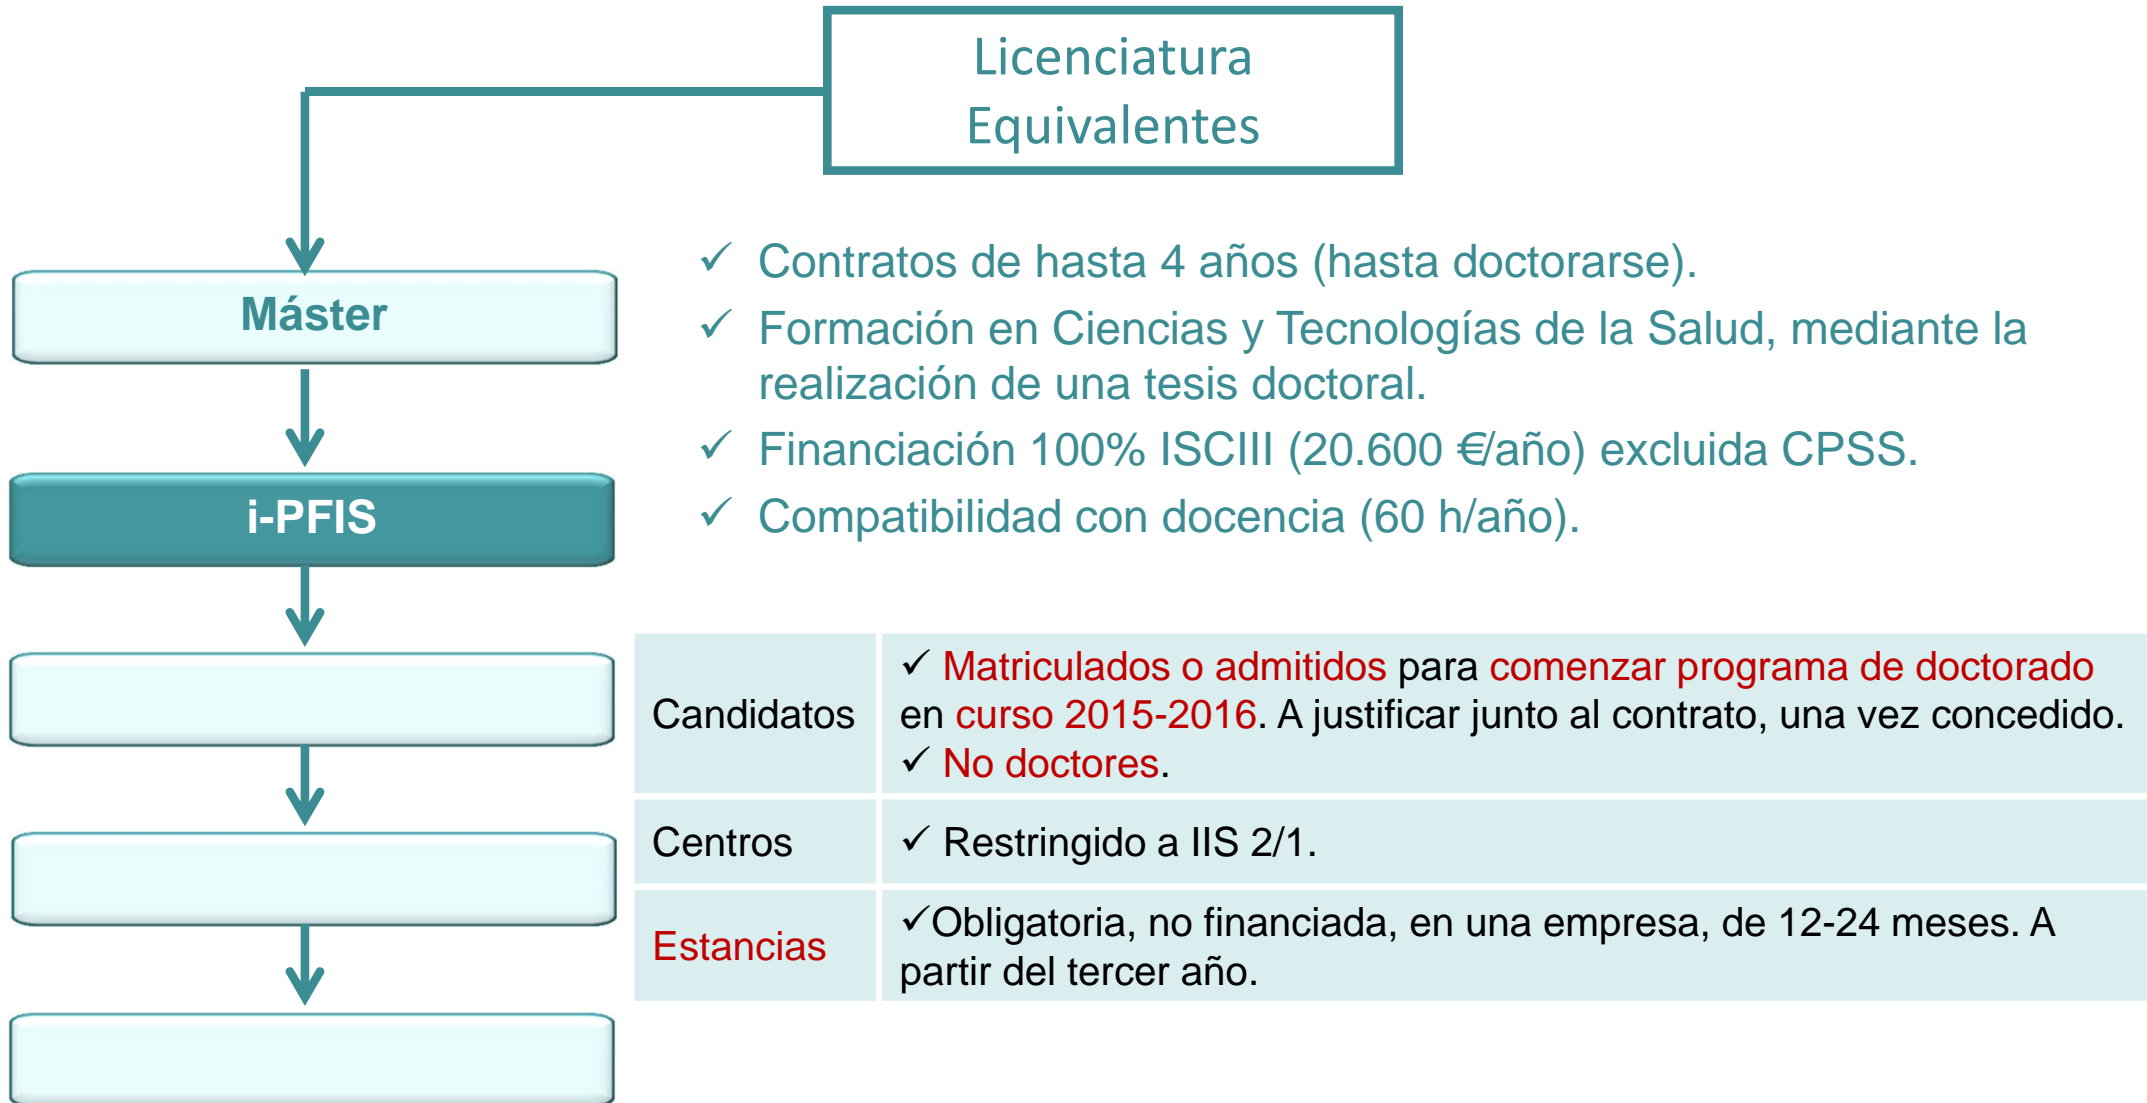 Licenciatura
Equivalentes
Máster
i-PFIS
✓ Contratos de hasta 4 años (hasta doctorarse).
✓ Formación en Ciencias y Tecnologías de la Salud, mediante la
realización de una tesis doctoral.
✓ Financiación 100% ISCIII (20.600 €/año) excluida CPSS.
✓ Compatibilidad con docencia (60 h/año).
Candidatos
✓ Matriculados o admitidos para comenzar programa de doctorado
en curso 2015-2016. A justificar junto al contrato, una vez concedido.
✓ No doctores.
Centros
✓ Restringido a IIS 2/1.
Estancias
✓Obligatoria, no financiada, en una empresa, de 12-24 meses. A
partir del tercer año.